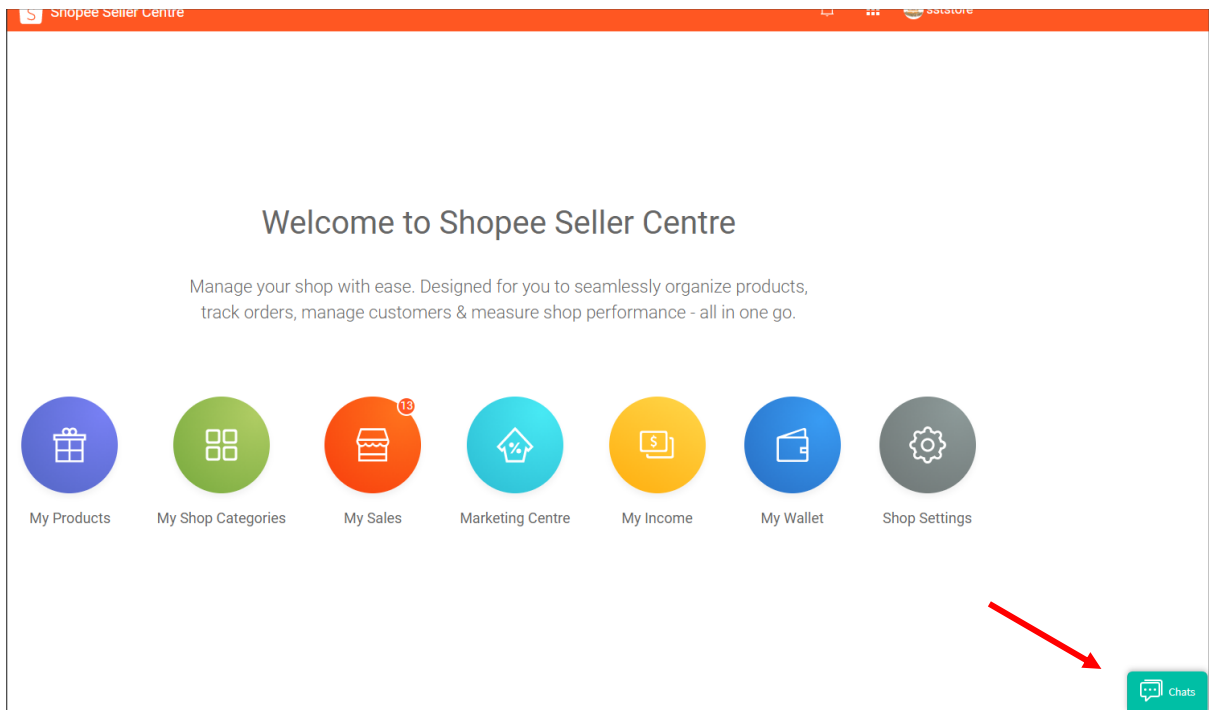 Shopee Seller Centre
sststore
Welcome to Shopee Seller Centre
Manage your shop with ease. Designed for you to seamlessly organize products,
track orders, manage customers & measure shop performance - all in one go.
13
My Products
My Shop Categories
My Sales
Marketing Centre
My Income
My Wallet
Shop Settings
Chats